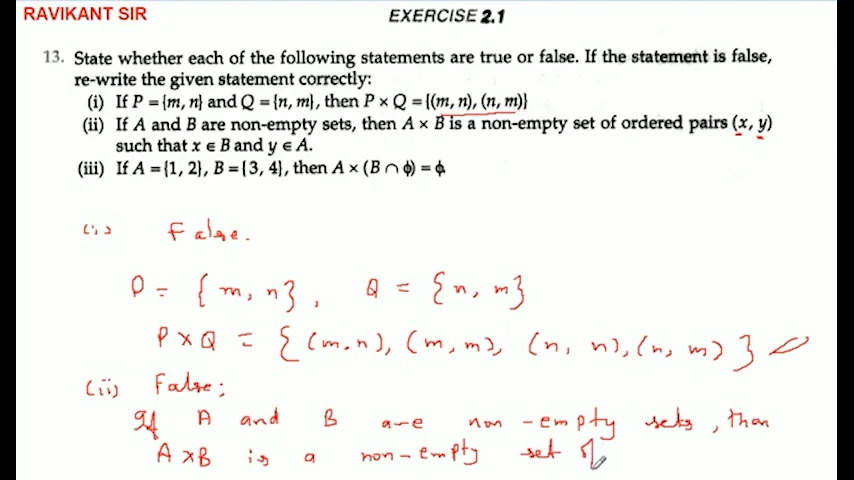 RAVIKANT SIR
EXERCISE 2.1
13. State whether each of the following statements are true or false. If the statement is false,
re-write the given statement correctly:
(i) If P = {m, n} and Q = {n, m}, then P × Q = {(m, n), (n, m)}
(ii) If A and B are non-empty sets, then A × B is a non-empty set of ordered pairs (x, y)
such that x ∈ B and y ∈ A.
(iii) If A = {1, 2}, B = {3, 4}, then A × (B ∩ ϕ) = ϕ
(i) False.
P = {m, n}, Q = {n, m}
P × Q = {(m, n), (m, m), (n, n), (n, m)}
(ii) False;
If A and B are non-empty sets, then
A × B is a non-empty set of